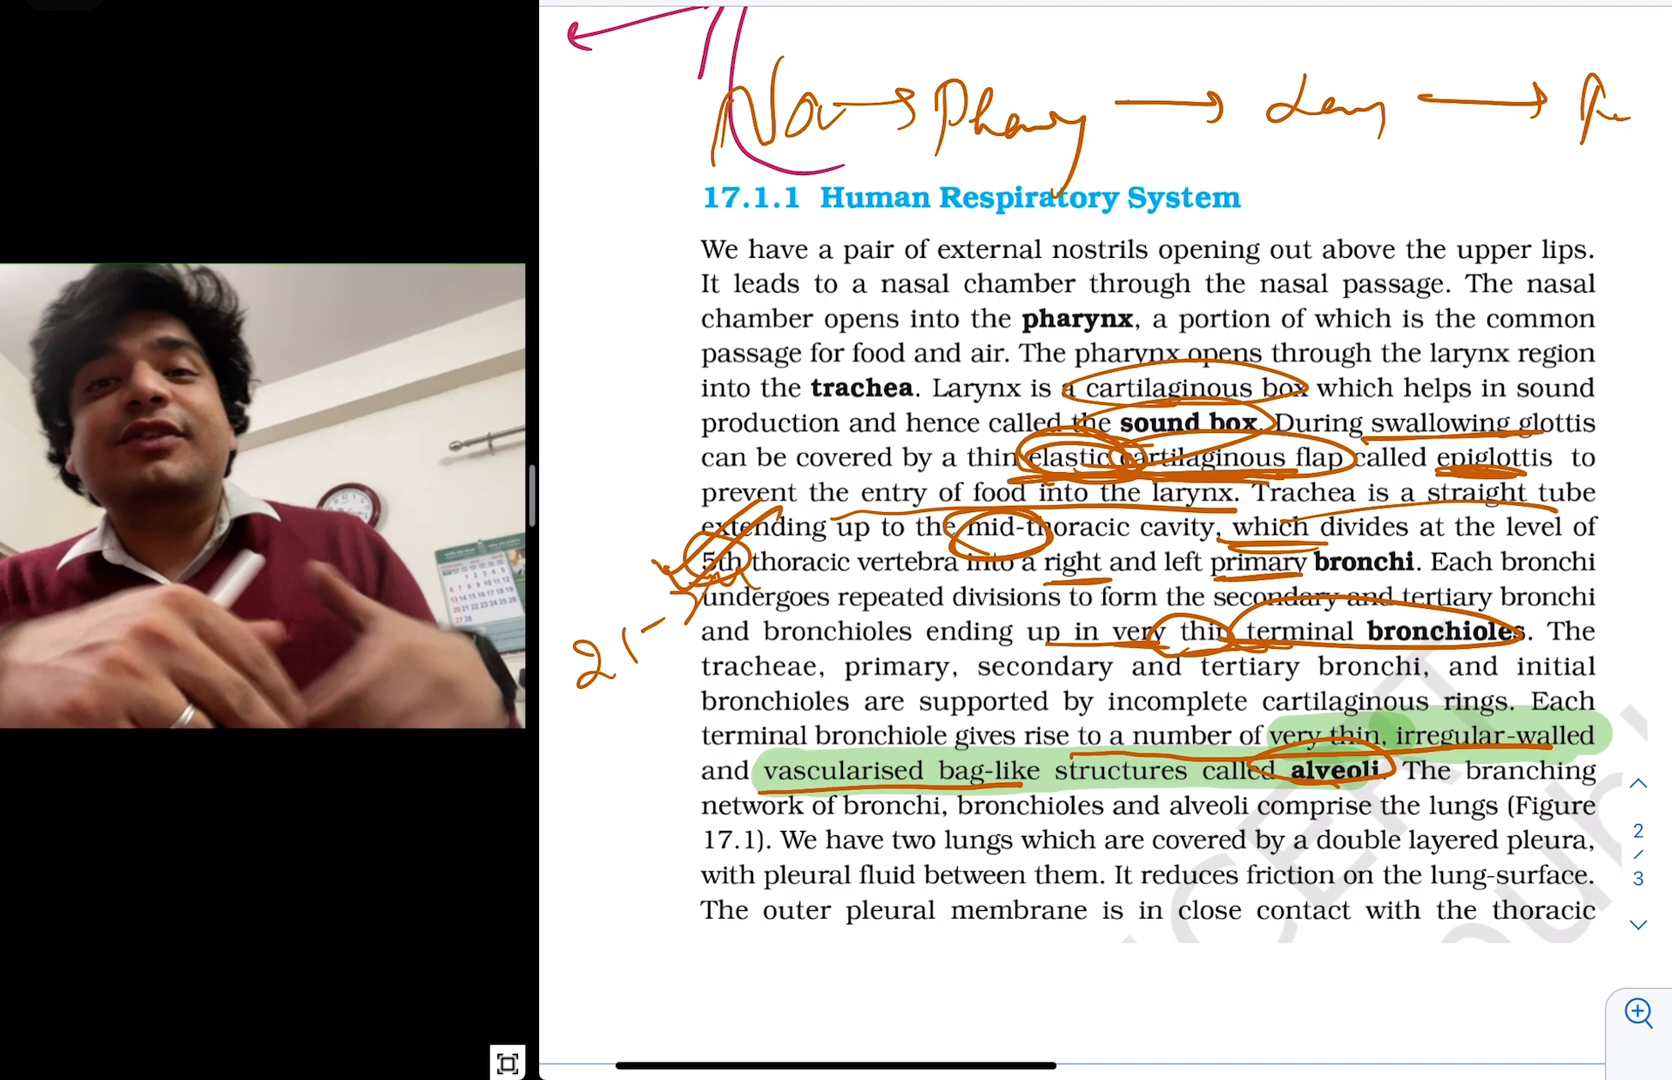 17.1.1 Human Respiratory System
We have a pair of external nostrils opening out above the upper lips.
It leads to a nasal chamber through the nasal passage. The nasal
chamber opens into the pharynx, a portion of which is the common
passage for food and air. The pharynx opens through the larynx region
into the trachea. Larynx is a cartilaginous box which helps in sound
production and hence called the sound box. During swallowing glottis
can be covered by a thin elastic cartilaginous flap called epiglottis to
prevent the entry of food into the larynx. Trachea is a straight tube
extending up to the mid-thoracic cavity, which divides at the level of
5th thoracic vertebra into a right and left primary bronchi. Each bronchi
undergoes repeated divisions to form the secondary and tertiary bronchi
and bronchioles ending up in very thin terminal bronchioles. The
tracheae, primary, secondary and tertiary bronchi, and initial
bronchioles are supported by incomplete cartilaginous rings. Each
terminal bronchiole gives rise to a number of very thin, irregular-walled
and vascularised bag-like structures called alveoli. The branching
network of bronchi, bronchioles and alveoli comprise the lungs (Figure
17.1). We have two lungs which are covered by a double layered pleura,
with pleural fluid between them. It reduces friction on the lung-surface.
The outer pleural membrane is in close contact with the thoracic
2
/
3